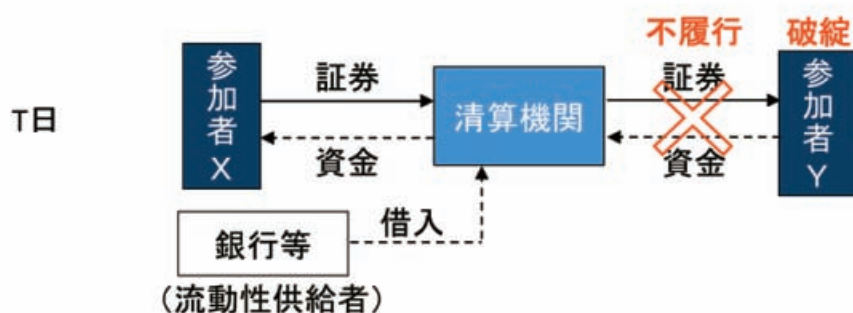 不履行
破綻
T日
参加者X
証券
資金
清算機関
証券
資金
参加者Y
銀行等
借入
(流動性供給者)